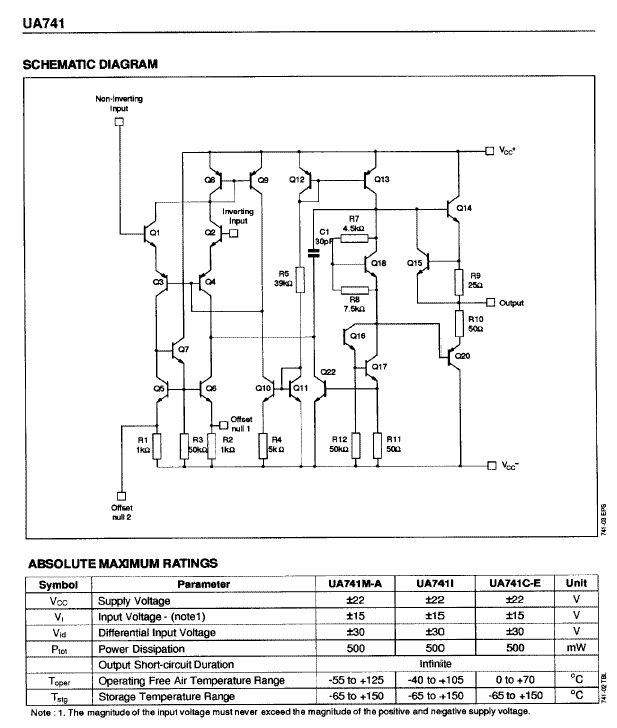 UA741
SCHEMATIC DIAGRAM
Non-Inverting
Input
VCC+
Q8
Q9
Q12
Q13
Q14
Inverting
Input
Q1
Q2
C1
30pF
R7
4.5kΩ
Q15
Q18
R9
25Ω
Q3
Q4
R5
39kΩ
R8
7.5kΩ
Output
R10
50Ω
Q16
Q7
Q20
Q17
Q22
Q5
Q6
Q10
Q11
Offset
null 1
R1
1kΩ
R3
50kΩ
R2
1kΩ
R4
5kΩ
R12
50kΩ
R11
50Ω
VCC-
Offset
null 2
741-03 EPS
ABSOLUTE MAXIMUM RATINGS
Symbol Parameter UA741M-A UA741I UA741C-E Unit
VCC Supply Voltage ±22 ±22 ±22 V
VI Input Voltage - (note1) ±15 ±15 ±15 V
Vid Differential Input Voltage ±30 ±30 ±30 V
Ptot Power Dissipation 500 500 500 mW
Output Short-circuit Duration Infinite
Toper Operating Free Air Temperature Range -55 to +125 -40 to +105 0 to +70 °C
Tstg Storage Temperature Range -65 to +150 -65 to +150 -65 to +150 °C
741-02 TBL
Note : 1. The magnitude of the input voltage must never exceed the magnitude of the positive and negative supply voltage.